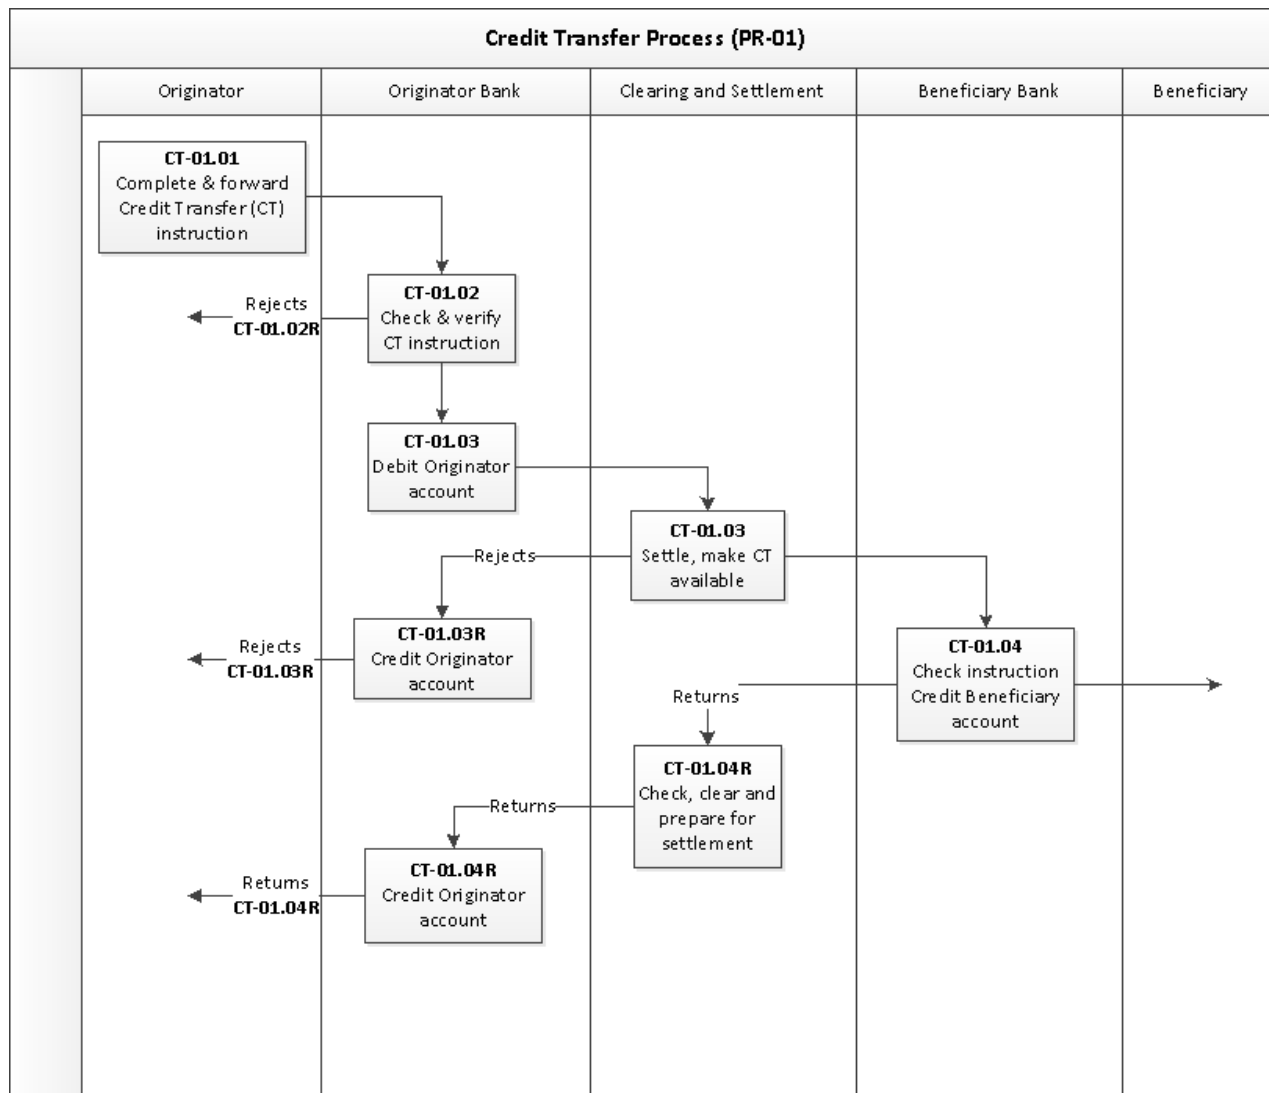 Credit Transfer Process (PR-01)
Originator
Originator Bank
Clearing and Settlement
Beneficiary Bank
Beneficiary
CT-01.01
Complete & forward
Credit Transfer (CT)
instruction
CT-01.02
Check & verify
CT instruction
Rejects
CT-01.02R
CT-01.03
Debit Originator
account
CT-01.03
Settle, make CT
available
Rejects
CT-01.03R
Credit Originator
account
Rejects
CT-01.03R
CT-01.04
Check instruction
Credit Beneficiary
account
Returns
CT-01.04R
Check, clear and
prepare for
settlement
Returns
CT-01.04R
Credit Originator
account
Returns
CT-01.04R